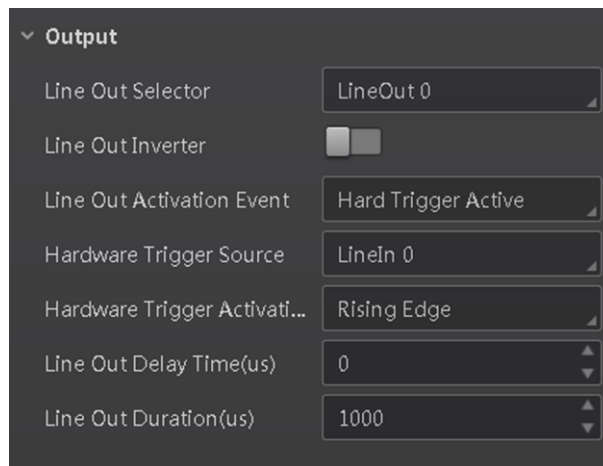 Output
Line Out Selector LineOut 0
Line Out Inverter
Line Out Activation Event Hard Trigger Active
Hardware Trigger Source LineIn 0
Hardware Trigger Activati... Rising Edge
Line Out Delay Time(us) 0
Line Out Duration(us) 1000